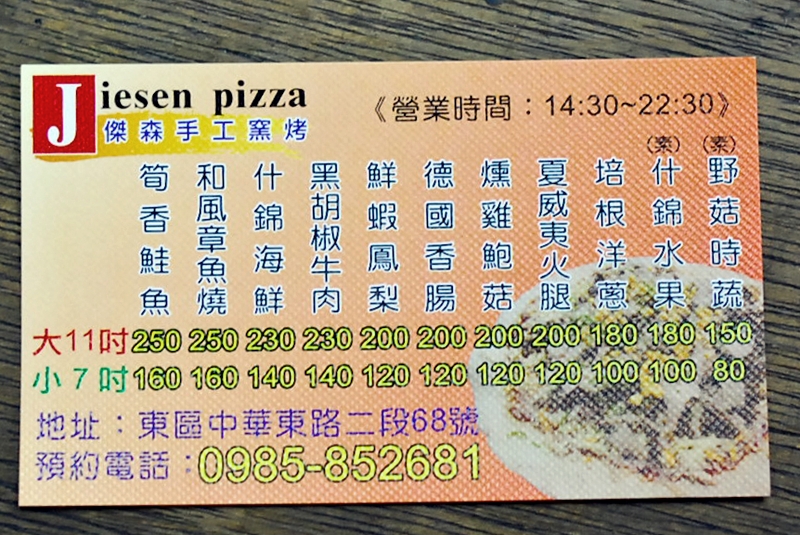 Jiesen pizza
傑森手工窯烤
《營業時間：14:30~22:30》
(素) 野菇時蔬
(素) 什錦水果
培根洋蔥
夏威夷火腿
燻雞鮑菇
德國香腸
鮮蝦鳳梨
黑胡椒牛肉
什錦海鮮
和風章魚燒
筍香鮭魚
大11吋 250 250 230 230 200 200 200 200 180 180 150
小7吋 160 160 140 140 120 120 120 120 100 100 80
地址：東區中華東路二段68號
預約電話：0985-852681